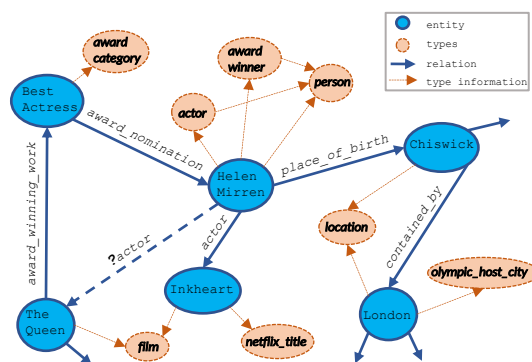 entity
types
relation
type information
award
category
award
winner
person
actor
Best
Actress
award_nomination
place_of_birth
Chiswick
Helen
Mirren
award_winning_work
?actor
actor
location
contained_by
olympic_host_city
Inkheart
The
Queen
film
netflix_title
London